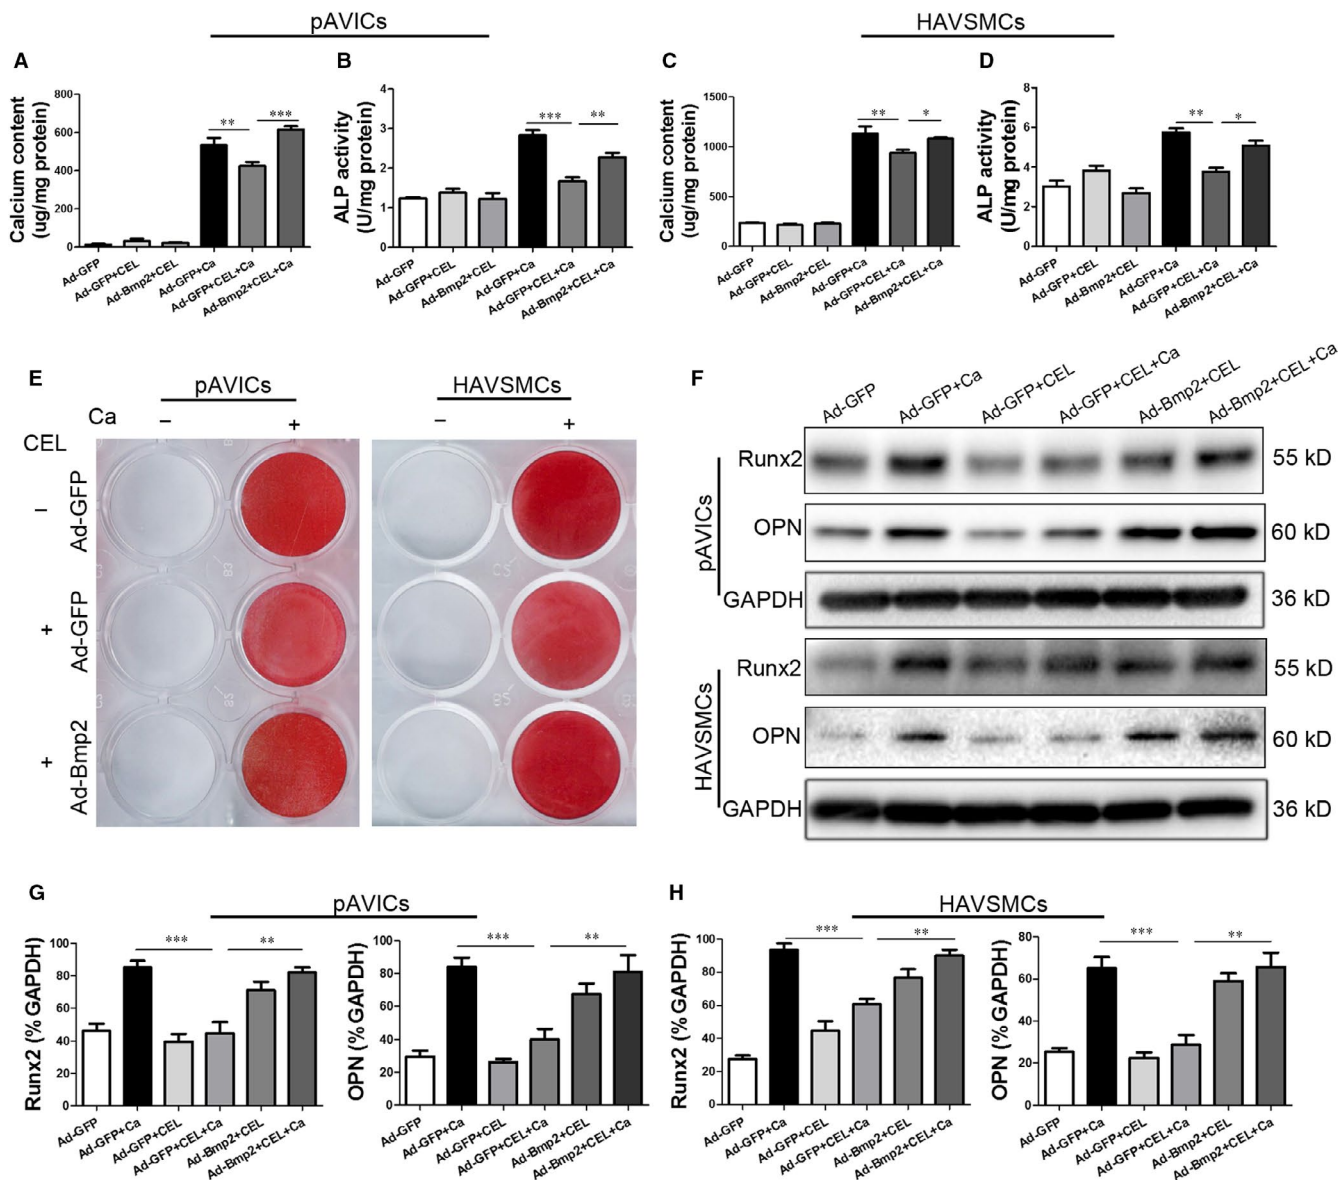 pAVICs
HAVSMCs
A
Calcium content
(ug/mg protein)
800
600
400
200
0
** ***
Ad-GFP
Ad-GFP+CEL
Ad-Bmp2+CEL
Ad-GFP+Ca
Ad-GFP+CEL+Ca
Ad-Bmp2+CEL+Ca
B
ALP activity
(U/mg protein)
4
3
2
1
0
*** **
Ad-GFP
Ad-GFP+CEL
Ad-Bmp2+CEL
Ad-GFP+Ca
Ad-GFP+CEL+Ca
Ad-Bmp2+CEL+Ca
C
Calcium content
(ug/mg protein)
1500
1000
500
0
** *
Ad-GFP
Ad-GFP+CEL
Ad-Bmp2+CEL
Ad-GFP+Ca
Ad-GFP+CEL+Ca
Ad-Bmp2+CEL+Ca
D
ALP activity
(U/mg protein)
8
6
4
2
0
** *
Ad-GFP
Ad-GFP+CEL
Ad-Bmp2+CEL
Ad-GFP+Ca
Ad-GFP+CEL+Ca
Ad-Bmp2+CEL+Ca
E
pAVICs
HAVSMCs
Ca − + − +
CEL
− Ad-GFP
+ Ad-GFP
+ Ad-Bmp2
F
Ad-GFP
Ad-GFP+Ca
Ad-GFP+CEL
Ad-GFP+CEL+Ca
Ad-Bmp2+CEL
Ad-Bmp2+CEL+Ca
pAVICs
Runx2 55 kD
OPN 60 kD
GAPDH 36 kD
HAVSMCs
Runx2 55 kD
OPN 60 kD
GAPDH 36 kD
G
pAVICs
Runx2 (% GAPDH)
100
80
60
40
20
0
*** **
Ad-GFP
Ad-GFP+Ca
Ad-GFP+CEL
Ad-GFP+CEL+Ca
Ad-Bmp2+CEL
Ad-Bmp2+CEL+Ca
OPN (% GAPDH)
100
80
60
40
20
0
*** **
Ad-GFP
Ad-GFP+Ca
Ad-GFP+CEL
Ad-GFP+CEL+Ca
Ad-Bmp2+CEL
Ad-Bmp2+CEL+Ca
H
HAVSMCs
Runx2 (% GAPDH)
100
80
60
40
20
0
*** **
Ad-GFP
Ad-GFP+Ca
Ad-GFP+CEL
Ad-GFP+CEL+Ca
Ad-Bmp2+CEL
Ad-Bmp2+CEL+Ca
OPN (% GAPDH)
80
60
40
20
0
*** **
Ad-GFP
Ad-GFP+Ca
Ad-GFP+CEL
Ad-GFP+CEL+Ca
Ad-Bmp2+CEL
Ad-Bmp2+CEL+Ca